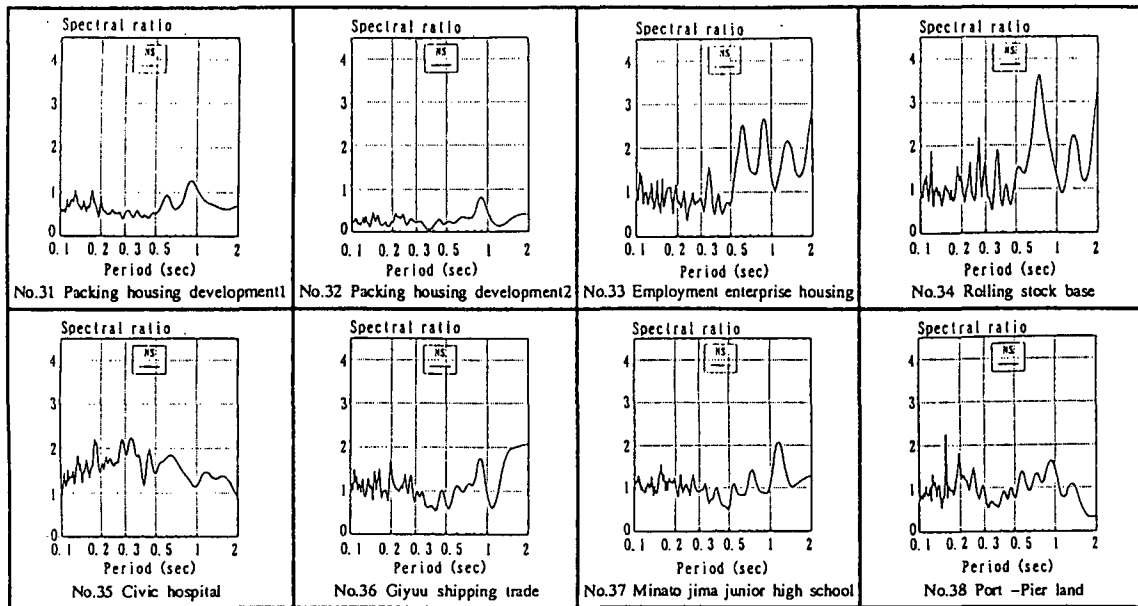 Spectral ratio
NS
4
3
2
1
0
0.1 0.2 0.3 0.5 1 2
Period (sec)
No.31 Packing housing development1
Spectral ratio
NS
4
3
2
1
0
0.1 0.2 0.3 0.5 1 2
Period (sec)
No.32 Packing housing development2
Spectral ratio
NS
4
3
2
1
0
0.1 0.2 0.3 0.5 1 2
Period (sec)
No.33 Employment enterprise housing
Spectral ratio
NS
4
3
2
1
0
0.1 0.2 0.3 0.5 1 2
Period (sec)
No.34 Rolling stock base
Spectral ratio
NS
4
3
2
1
0
0.1 0.2 0.3 0.5 1 2
Period (sec)
No.35 Civic hospital
Spectral ratio
NS
4
3
2
1
0
0.1 0.2 0.3 0.5 1 2
Period (sec)
No.36 Giyuu shipping trade
Spectral ratio
NS
4
3
2
1
0
0.1 0.2 0.3 0.5 1 2
Period (sec)
No.37 Minato jima junior high school
Spectral ratio
NS
4
3
2
1
0
0.1 0.2 0.3 0.5 1 2
Period (sec)
No.38 Port -Pier land